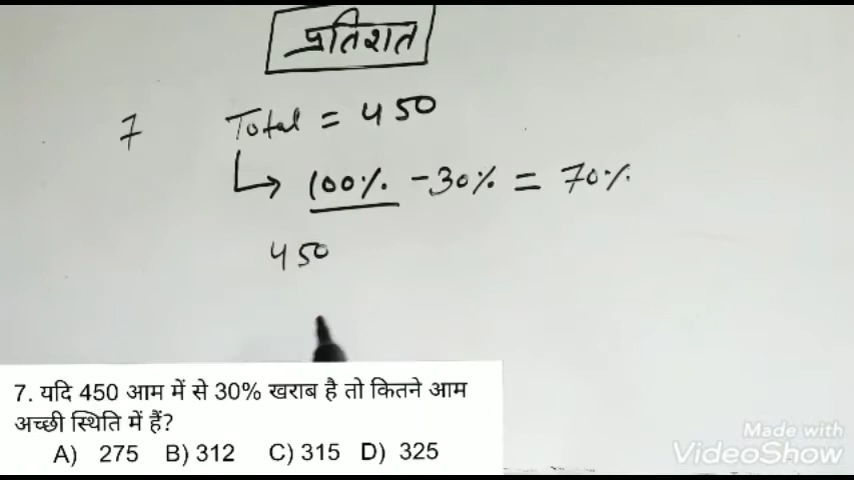 प्रतिशत
7 Total = 450
100% - 30% = 70%
450
7. यदि 450 आम में से 30% खराब है तो कितने आम
अच्छी स्थिति में हैं?
A) 275 B) 312 C) 315 D) 325
Made with
VideoShow